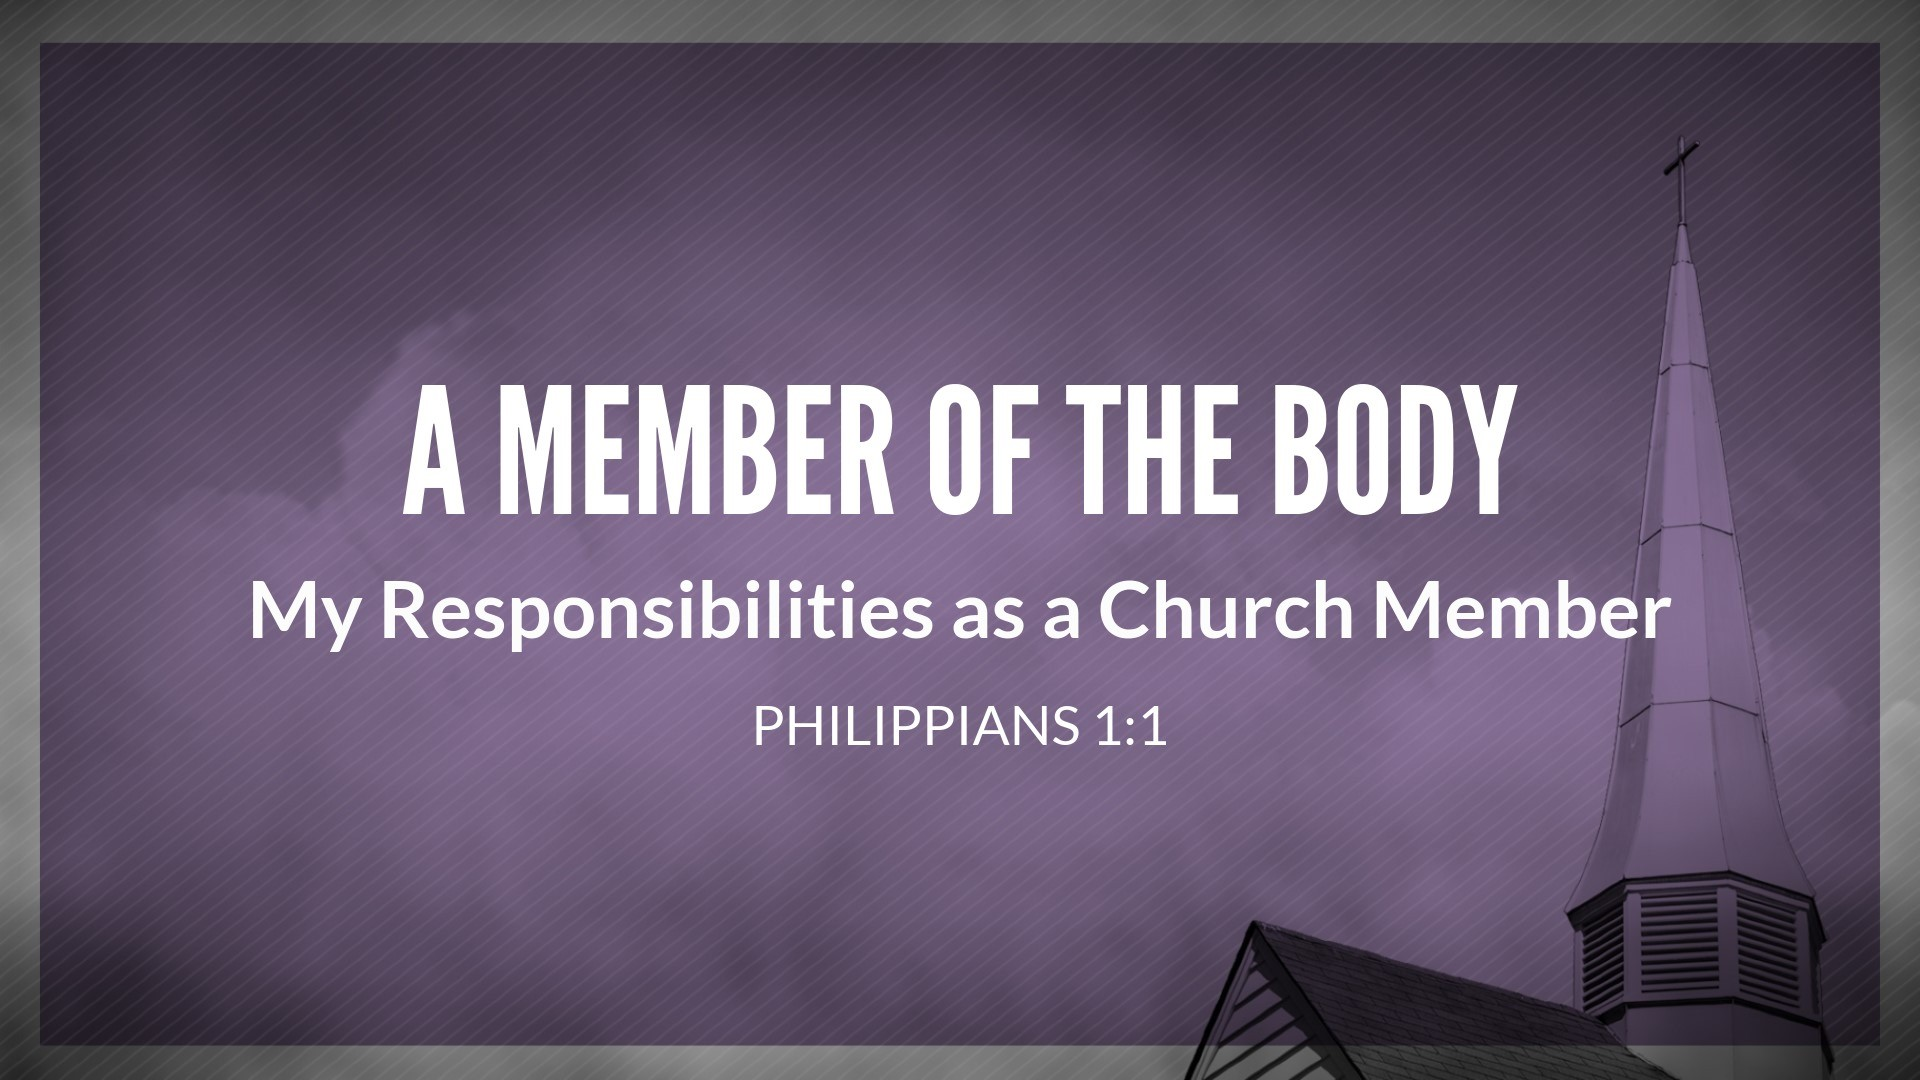 A MEMBER OF THE BODY
My Responsibilities as a Church Member
PHILIPPIANS 1:1